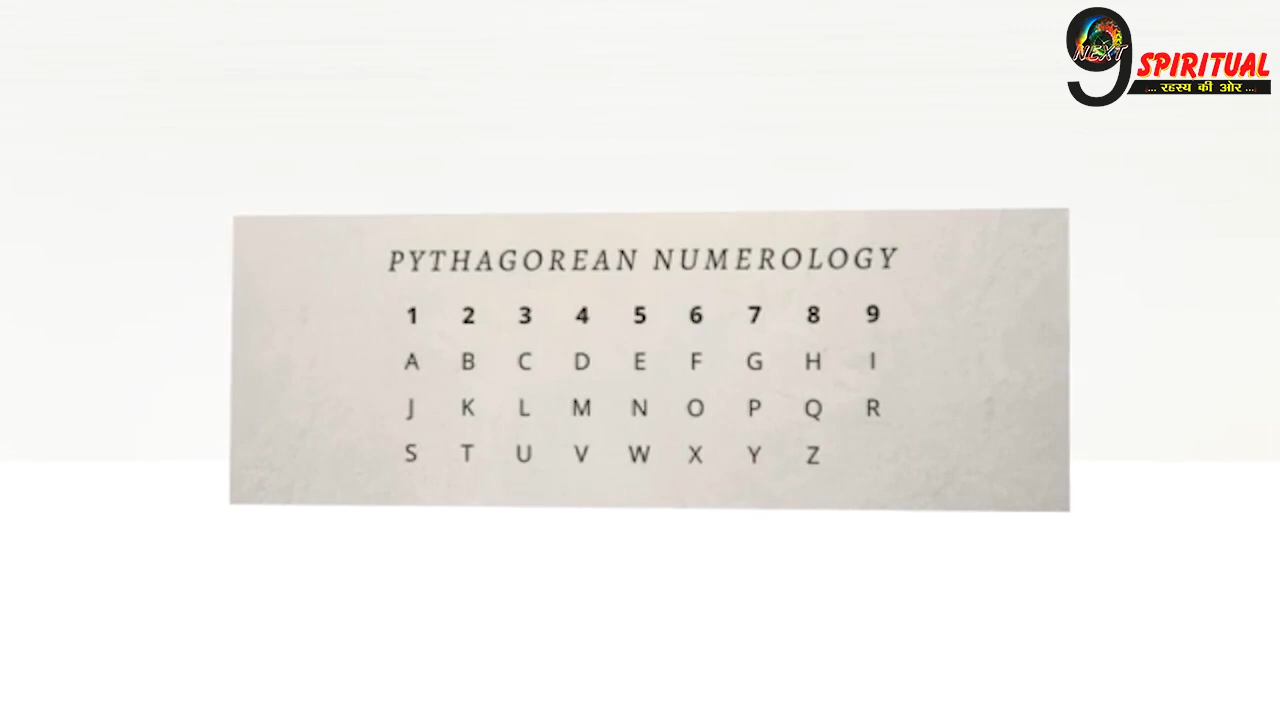 9
NEXT
SPIRITUAL
... रहस्य की ओर ...
PYTHAGOREAN NUMEROLOGY
1 2 3 4 5 6 7 8 9
A B C D E F G H I
J K L M N O P Q R
S T U V W X Y Z